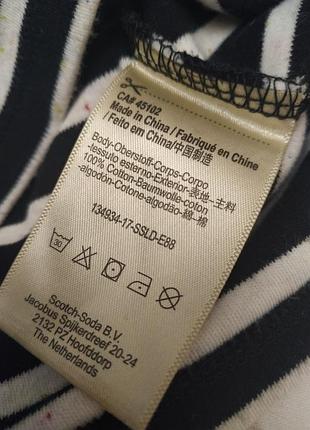 CA# 45102
Made in China / Fabriqué en Chine
/ Feito em China/中国制造
Body-Oberstoff-Corps-Corpo
-tessuto esterno-Exterior-表地-主料
100% Cotton-Baumwolle-coton
-algodón-Cotone-algodão-綿-棉
134934-17-SSLD-E88
30
Scotch-Soda B.V.
Jacobus Spijkerdreef 20-24
2132 PZ Hoofddorp
The Netherlands